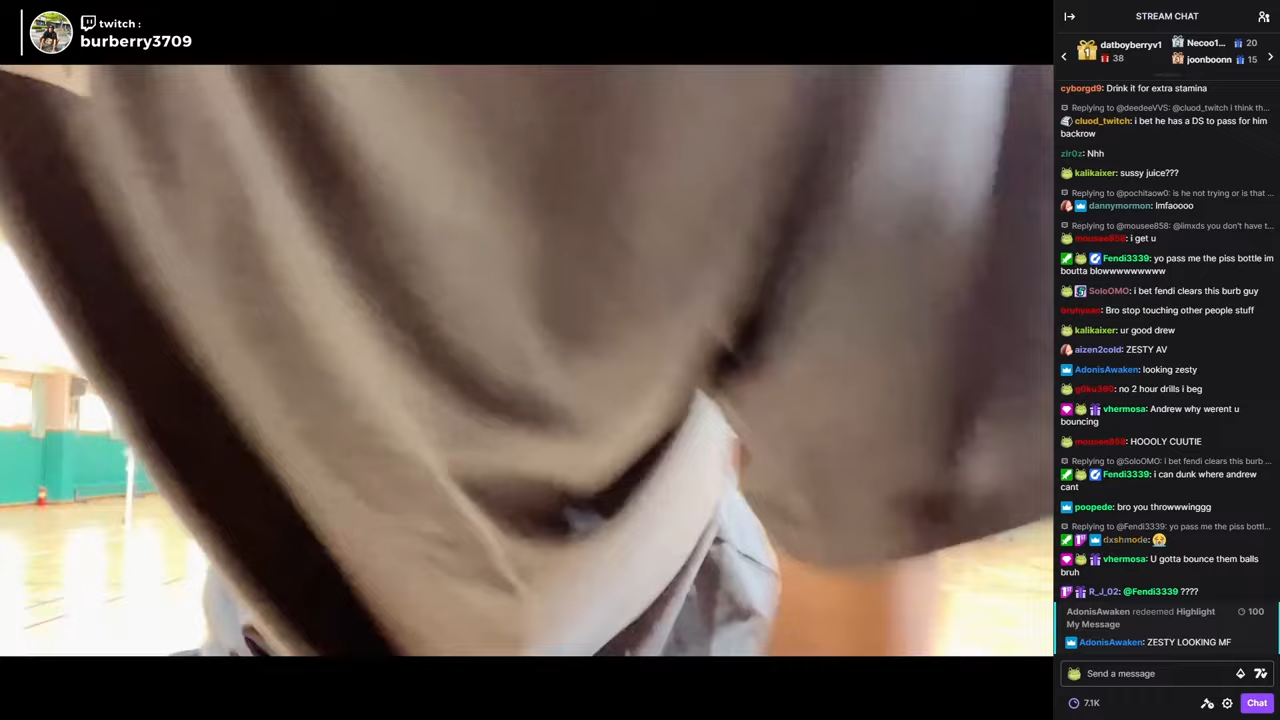 twitch :
burberry3709
STREAM CHAT
datboyberryv1
38
Necoo1... 20
joonboonn 15
cyborgd9: Drink it for extra stamina
Replying to @deedeeVVS: @cluod_twitch i think th...
cluod_twitch: i bet he has a DS to pass for him
backrow
zlr0z: Nhh
kalikaixer: sussy juice???
Replying to @pochitaow0: is he not trying or is that ...
dannymormon: lmfaoooo
Replying to @mousee858: @iimxds you don't have t...
mousee858: i get u
Fendi3339: yo pass me the piss bottle im
boutta blowwwwwwwww
SoloOMO: i bet fendi clears this burb guy
bruhyean: Bro stop touching other people stuff
kalikaixer: ur good drew
aizen2cold: ZESTY AV
AdonisAwaken: looking zesty
g0ku360: no 2 hour drills i beg
vhermosa: Andrew why werent u
bouncing
mousee858: HOOOLY CUUTIE
Replying to @SoloOMO: i bet fendi clears this burb ...
Fendi3339: i can dunk where andrew
cant
poopede: bro you throwwwinggg
Replying to @Fendi3339: yo pass me the piss bottl...
dxshmode:
vhermosa: U gotta bounce them balls
bruh
R_J_02: @Fendi3339 ????
AdonisAwaken redeemed Highlight
My Message
100
AdonisAwaken: ZESTY LOOKING MF
Send a message
7.1K
Chat